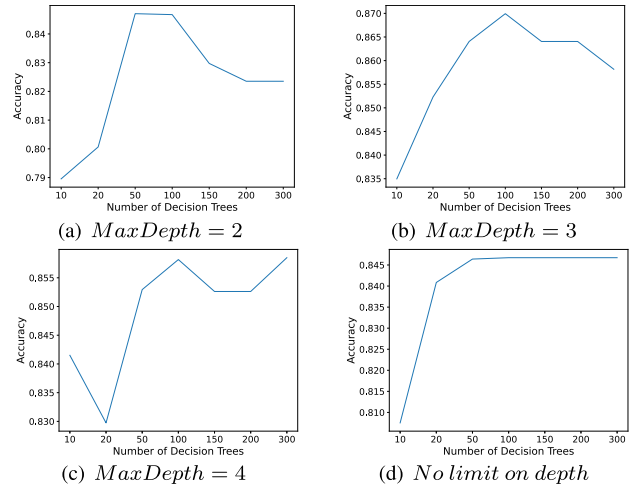 0.84
0.83
0.82
0.81
0.80
0.79
Accuracy
10 20 50 100 150 200 300
Number of Decision Trees
(a) MaxDepth = 2
0.870
0.865
0.860
0.855
0.850
0.845
0.840
0.835
Accuracy
10 20 50 100 150 200 300
Number of Decision Trees
(b) MaxDepth = 3
0.855
0.850
0.845
0.840
0.835
0.830
Accuracy
10 20 50 100 150 200 300
Number of Decision Trees
(c) MaxDepth = 4
0.845
0.840
0.835
0.830
0.825
0.820
0.815
0.810
Accuracy
10 20 50 100 150 200 300
Number of Decision Trees
(d) No limit on depth